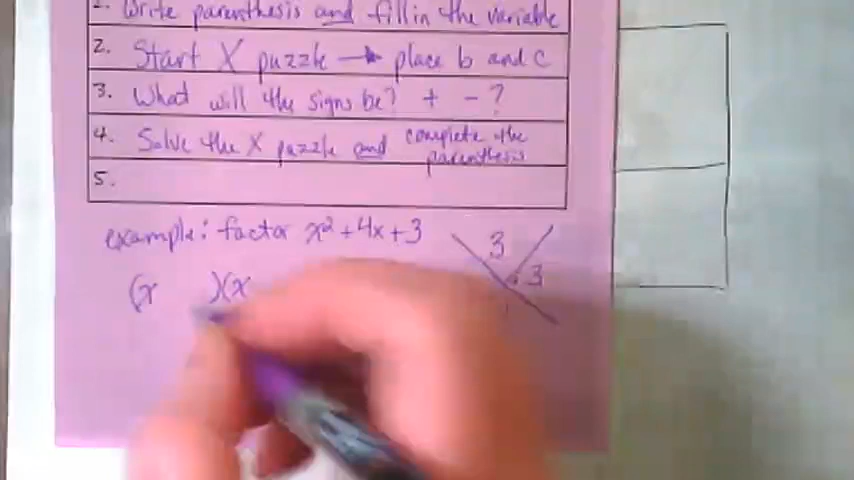 1. Write parenthesis and fill in the variable
2. Start X puzzle → place b and c
3. What will the signs be? + - ?
4. Solve the X puzzle and complete the
parenthesis
5.
example: factor x²+4x+3
3
3
(x )(x